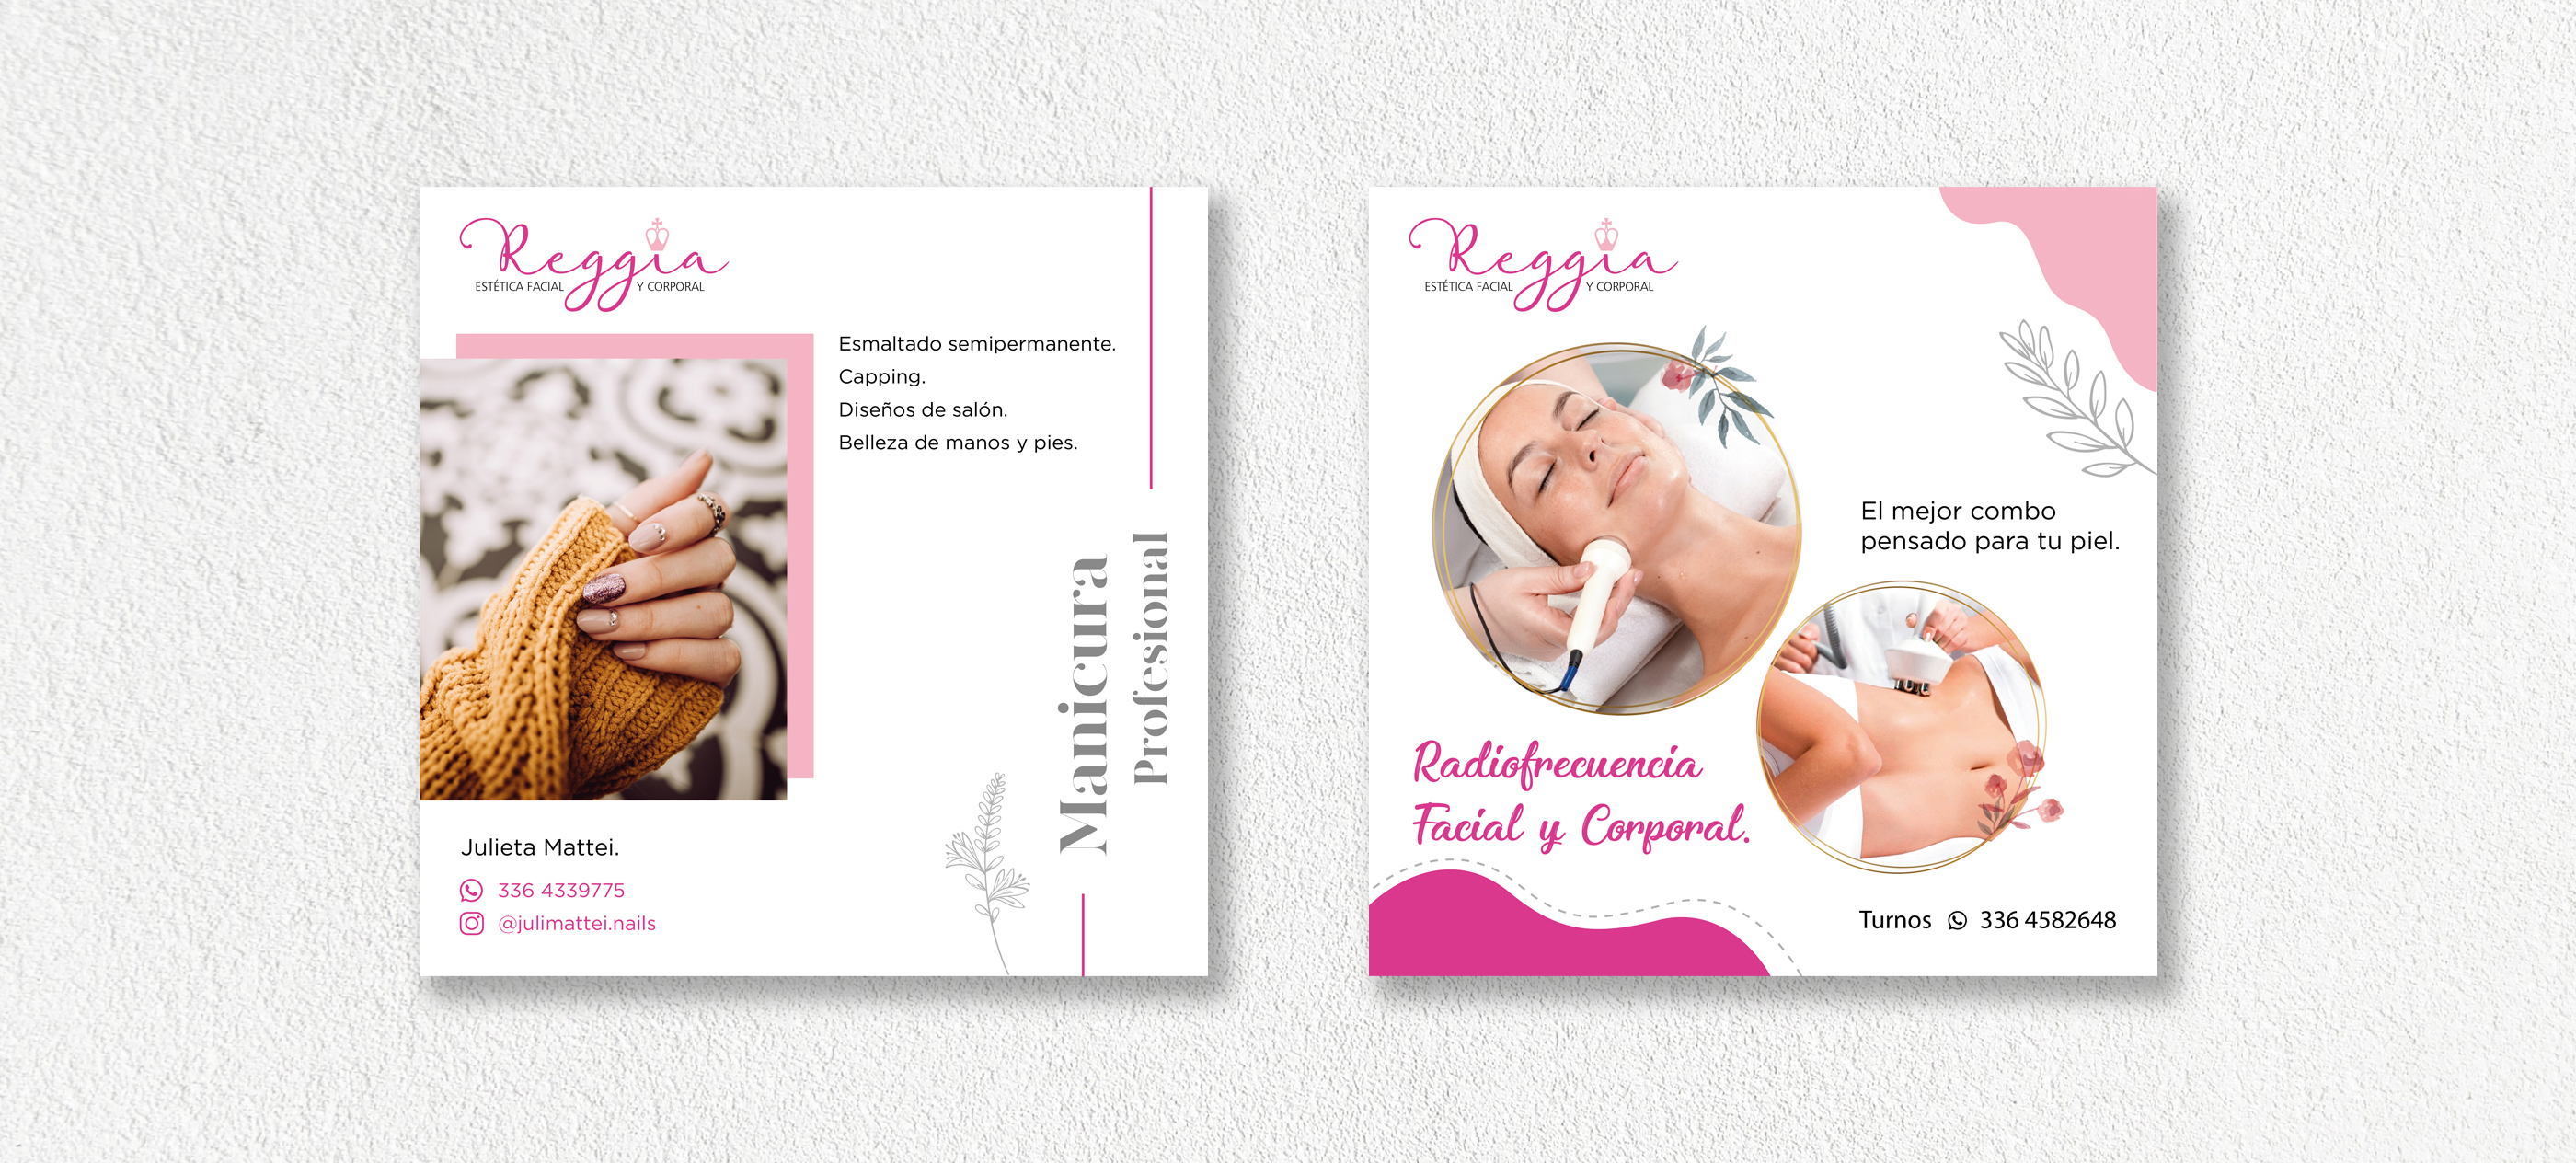 Reggia
ESTÉTICA FACIAL Y CORPORAL
Esmaltado semipermanente.
Capping.
Diseños de salón.
Belleza de manos y pies.
Manicura
Profesional
Julieta Mattei.
336 4339775
@julimattei.nails
Reggia
ESTÉTICA FACIAL Y CORPORAL
El mejor combo
pensado para tu piel.
Radiofrecuencia
Facial y Corporal.
Turnos 336 4582648